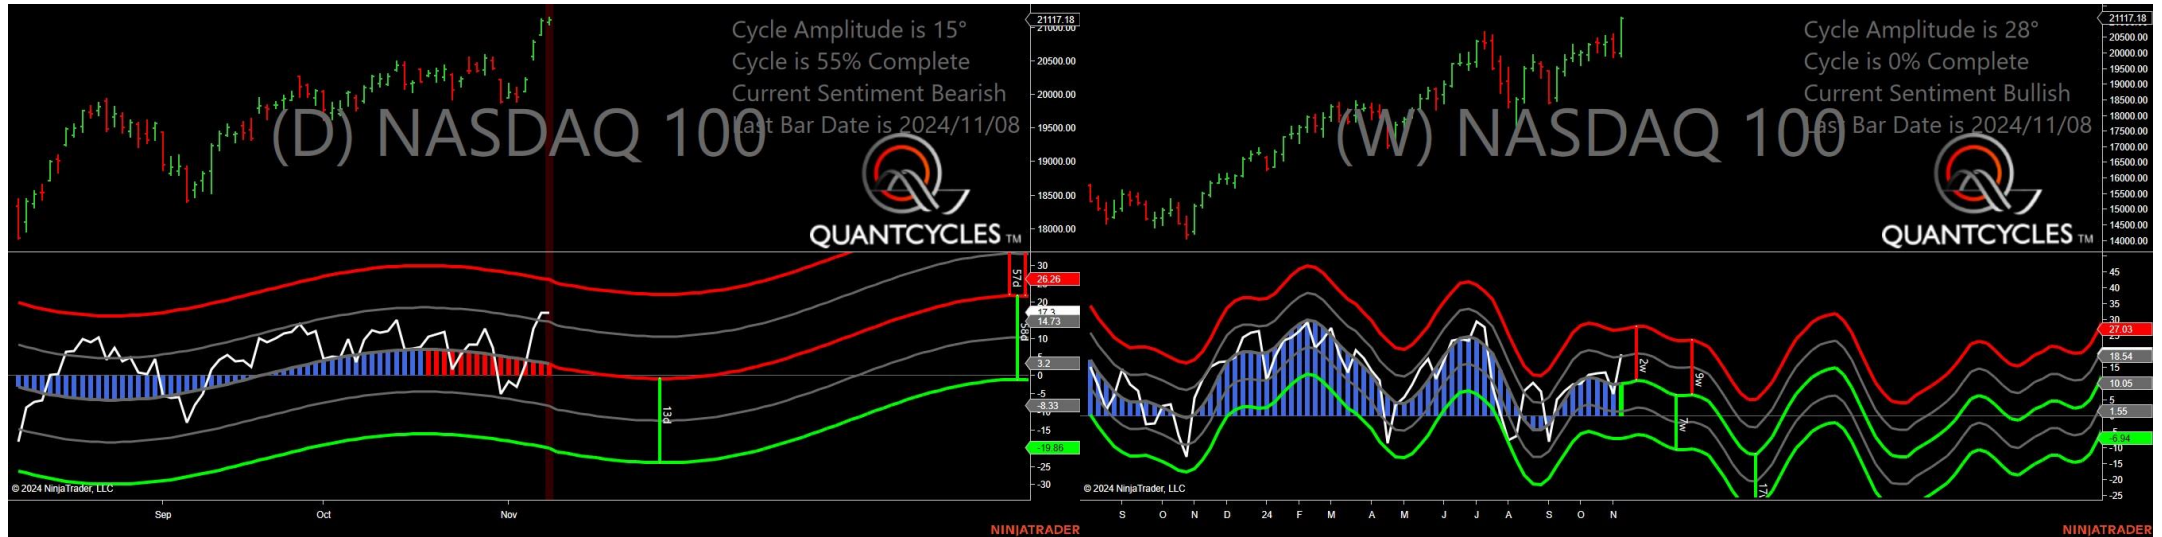 Cycle Amplitude is 15°
Cycle is 55% Complete
Current Sentiment Bearish
Last Bar Date is 2024/11/08
(D) NASDAQ 100
QUANTCYCLES TM
21117.18
21000.00
20500.00
20000.00
19500.00
19000.00
18500.00
18000.00
30
26.26
20
17.3
14.73
10
5
3.2
0
-5
-8.33
-10
-15
-19.86
-25
-30
57d
58d
13d
© 2024 NinjaTrader, LLC
Sep Oct Nov
NINJATRADER
Cycle Amplitude is 28°
Cycle is 0% Complete
Current Sentiment Bullish
Last Bar Date is 2024/11/08
(W) NASDAQ 100
QUANTCYCLES TM
21117.18
20500.00
20000.00
19500.00
19000.00
18500.00
18000.00
17500.00
17000.00
16000.00
15500.00
15000.00
14500.00
14000.00
45
40
35
30
27.03
18.54
15
10.05
5
1.55
-6.94
-10
-15
-20
-25
2w
9w
7w
© 2024 NinjaTrader, LLC
S O N D 24 F M A M J J A S O N
NINJATRADER